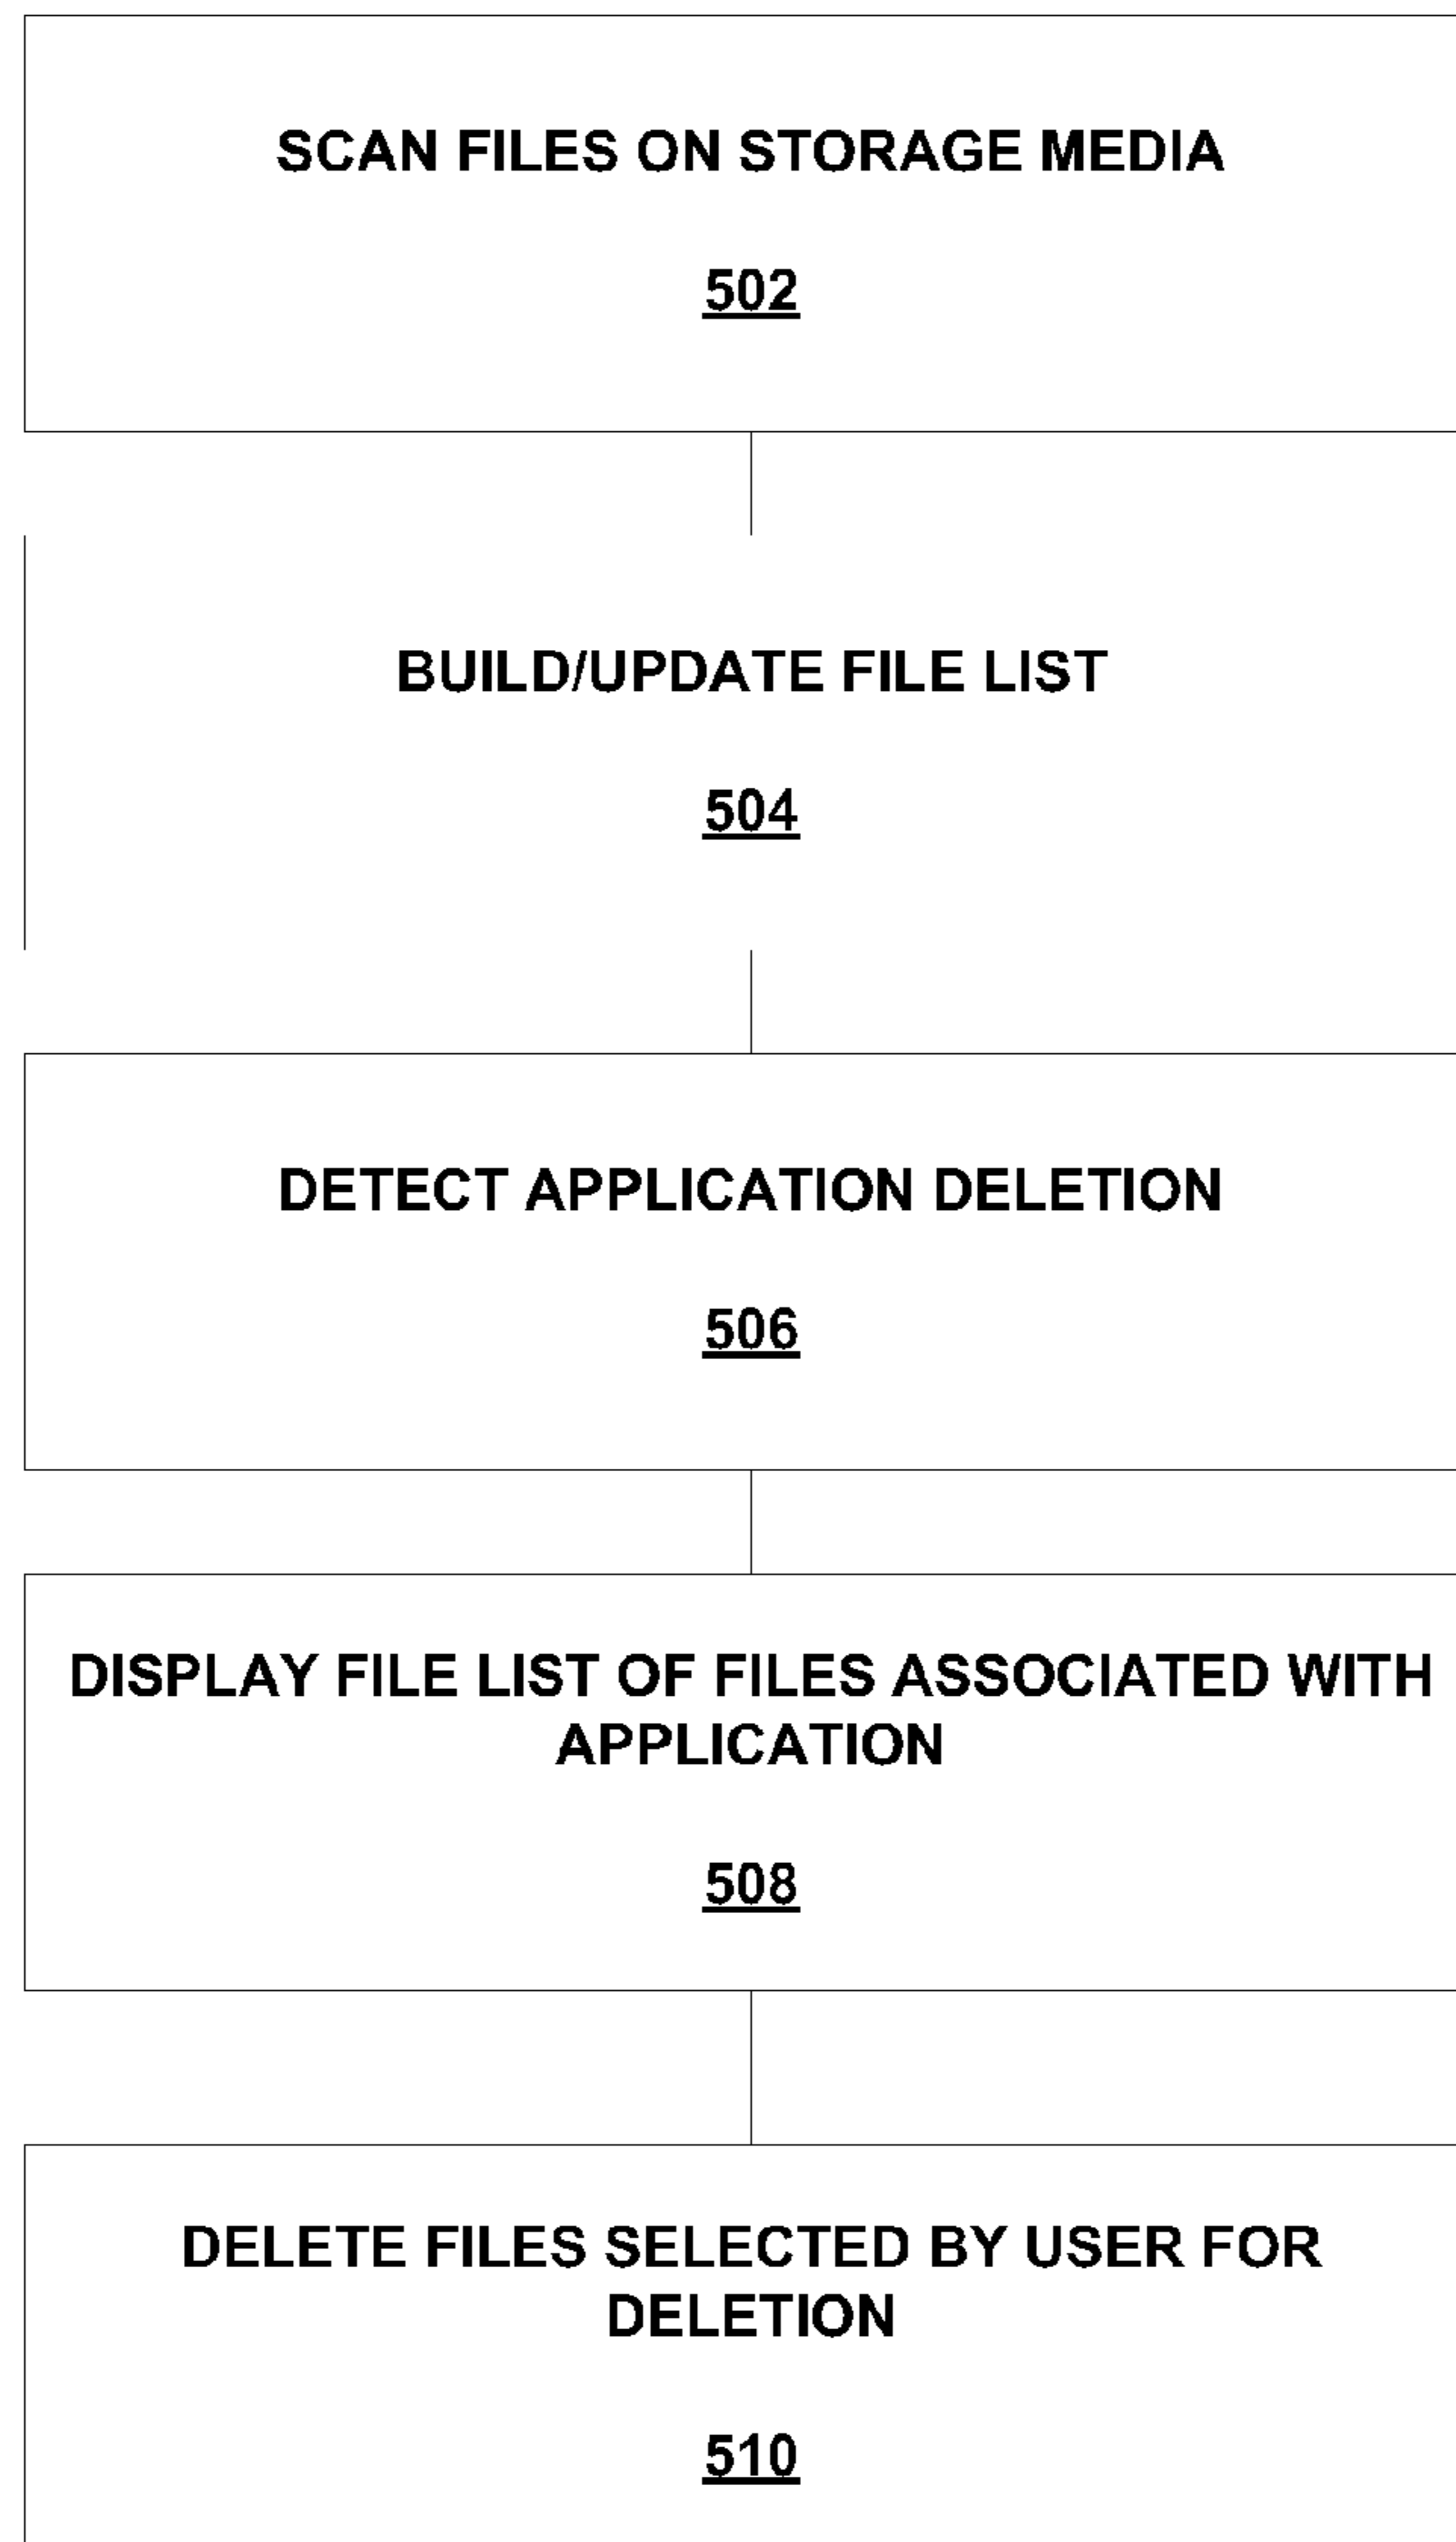 SCAN FILES ON STORAGE MEDIA
502
BUILD/UPDATE FILE LIST
504
DETECT APPLICATION DELETION
506
DISPLAY FILE LIST OF FILES ASSOCIATED WITH
APPLICATION
508
DELETE FILES SELECTED BY USER FOR
DELETION
510